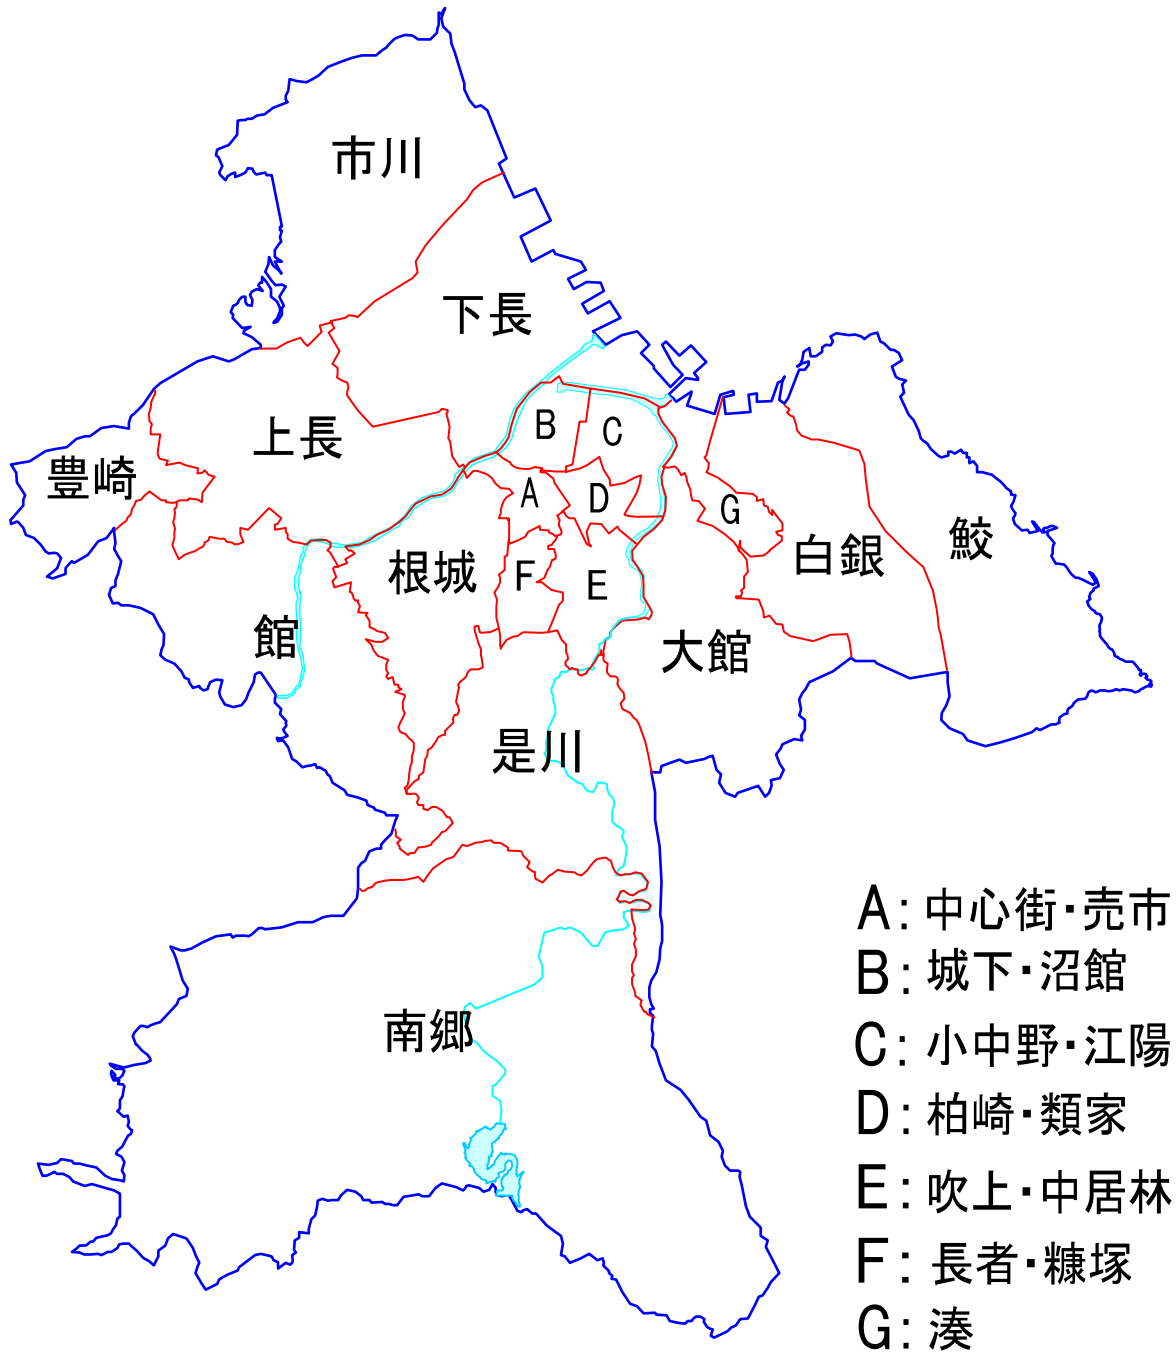 市川
下長
上長
B
C
豊崎
A
D
G
鮫
根城
F
E
白銀
館
大館
是川
南郷
A:中心街・売市
B:城下・沼館
C:小中野・江陽
D:柏崎・類家
E:吹上・中居林
F:長者・糠塚
G:湊